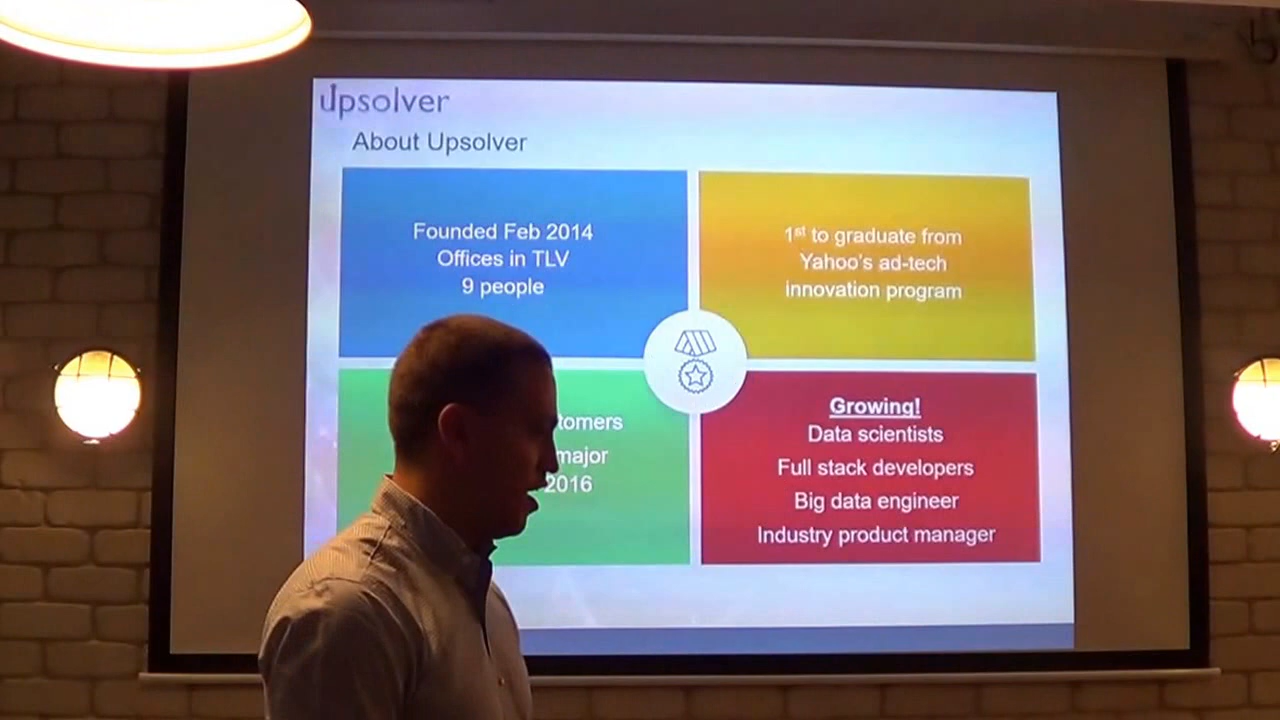 upsolver
About Upsolver
Founded Feb 2014
Offices in TLV
9 people
1st to graduate from
Yahoo's ad-tech
innovation program
major
2016
Growing!
Data scientists
Full stack developers
Big data engineer
Industry product manager